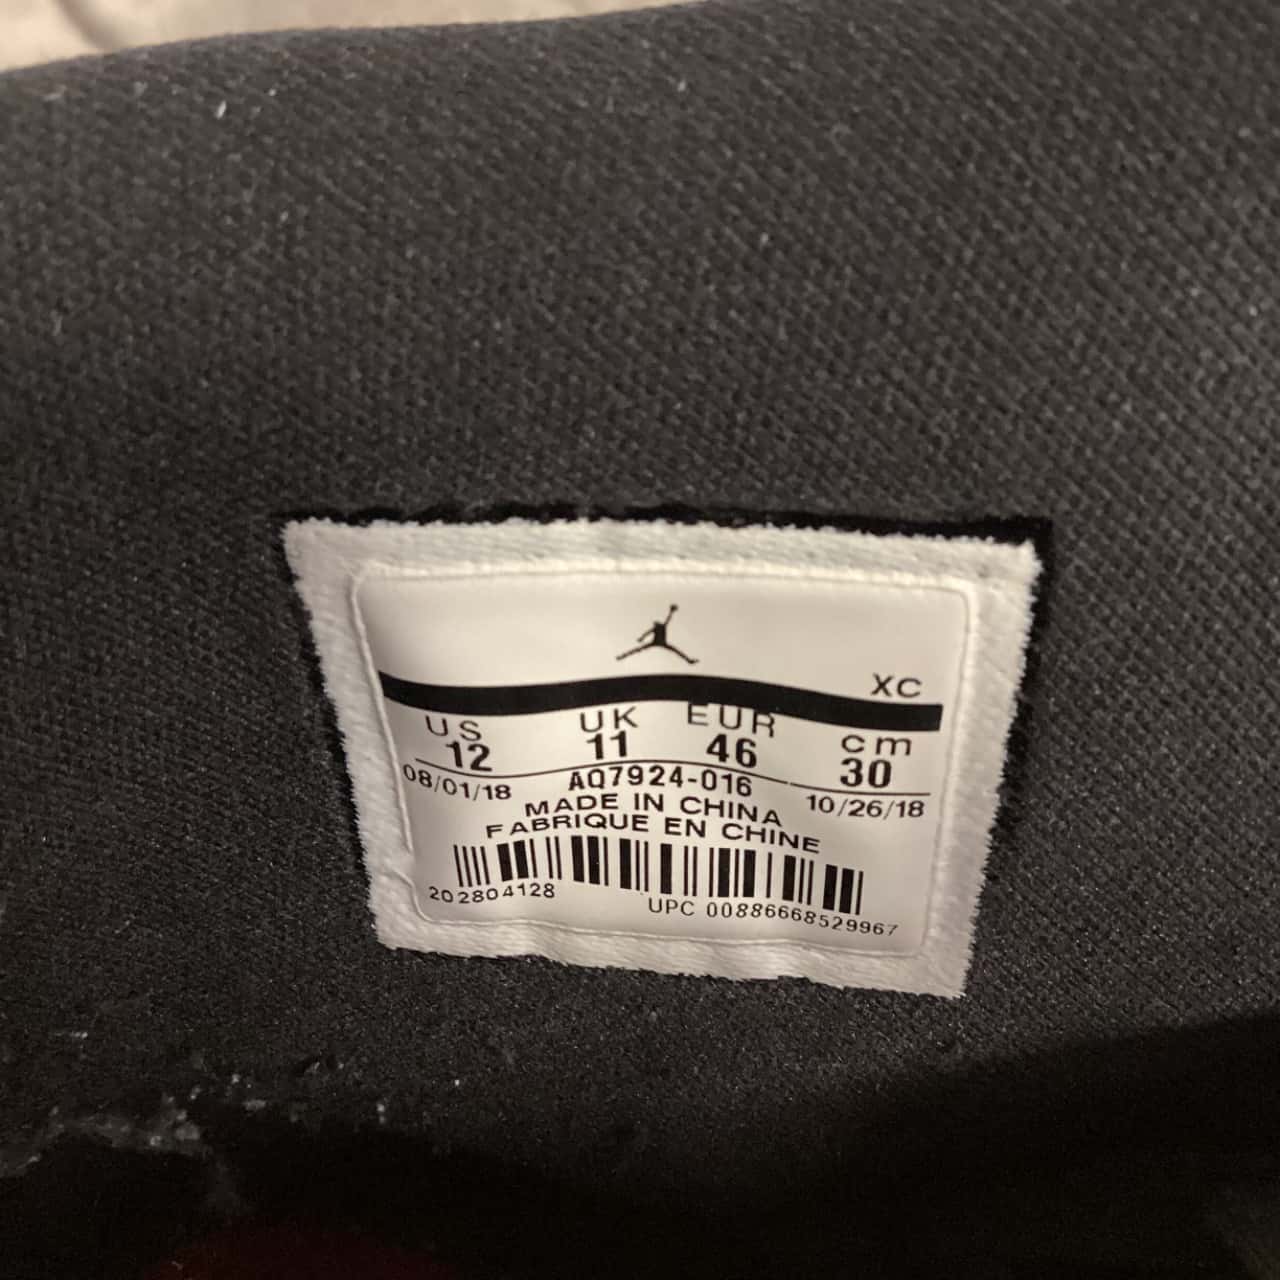 XC
US UK EUR cm
12 11 46 30
08/01/18 AQ7924-016 10/26/18
MADE IN CHINA
FABRIQUE EN CHINE
202804128
UPC 00886668529967